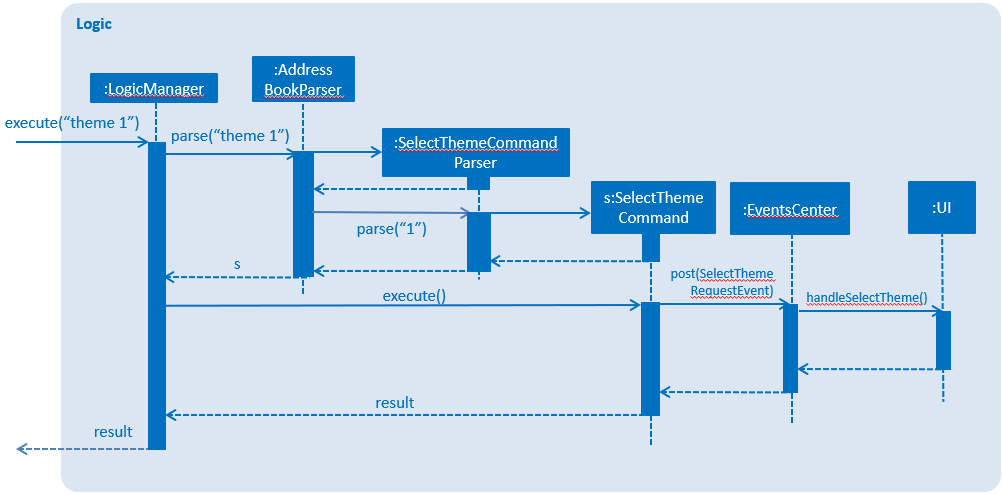 Logic
:LogicManager
:Address
BookParser
execute(“theme 1”)
parse(“theme 1”)
:SelectThemeCommand
Parser
s:SelectTheme
Command
:EventsCenter
:UI
parse(“1”)
s
execute()
post(SelectTheme
RequestEvent)
handleSelectTheme()
result
result